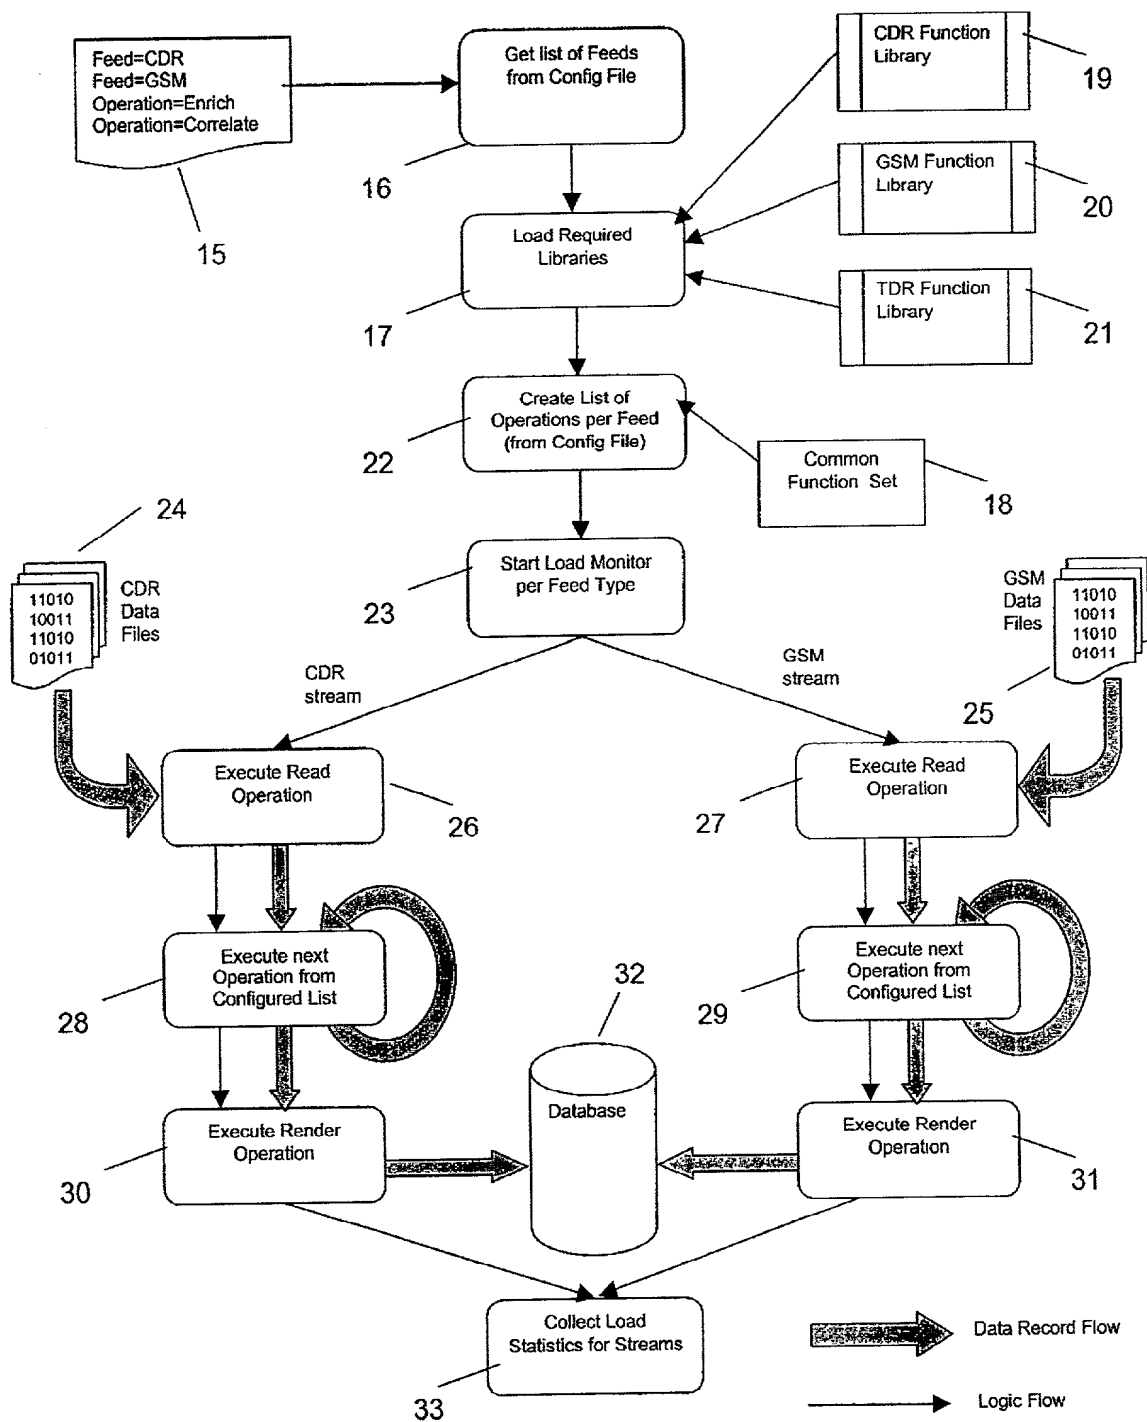 Feed=CDR
Feed=GSM
Operation=Enrich
Operation=Correlate
15
Get list of Feeds
from Config File
16
CDR Function
Library
19
GSM Function
Library
20
TDR Function
Library
21
Load Required
Libraries
17
Create List of
Operations per Feed
(from Config File)
22
Common
Function Set
18
Start Load Monitor
per Feed Type
23
24
11010
10011
11010
01011
CDR
Data
Files
GSM
Data
Files
11010
10011
11010
01011
25
CDR
stream
GSM
stream
Execute Read
Operation
26
Execute Read
Operation
27
Execute next
Operation from
Configured List
28
Execute next
Operation from
Configured List
29
32
Database
Execute Render
Operation
30
Execute Render
Operation
31
Collect Load
Statistics for Streams
33
Data Record Flow
Logic Flow